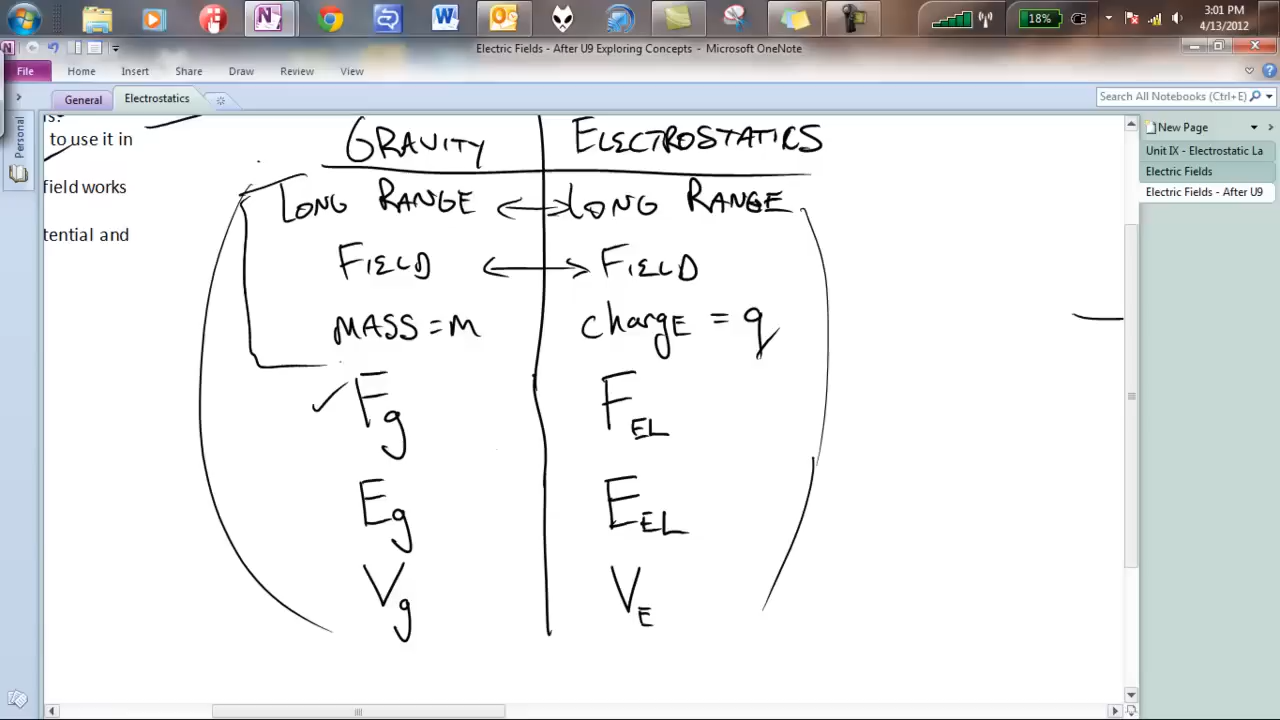 3:01 PM
18%
4/13/2012
Electric Fields - After U9 Exploring Concepts - Microsoft OneNote
File Home Insert Share Draw Review View
General Electrostatics
Search All Notebooks (Ctrl+E)
Personal
New Page
Unit IX - Electrostatic La
Electric Fields
Electric Fields - After U9
to use it in
field works
tential and
GRAVITY ELECTROSTATICS
LONG RANGE ↔ LONG RANGE
FIELD ↔ FIELD
MASS = M ChargE = q
✓ Fg FEL
Eg EEL
Vg VE